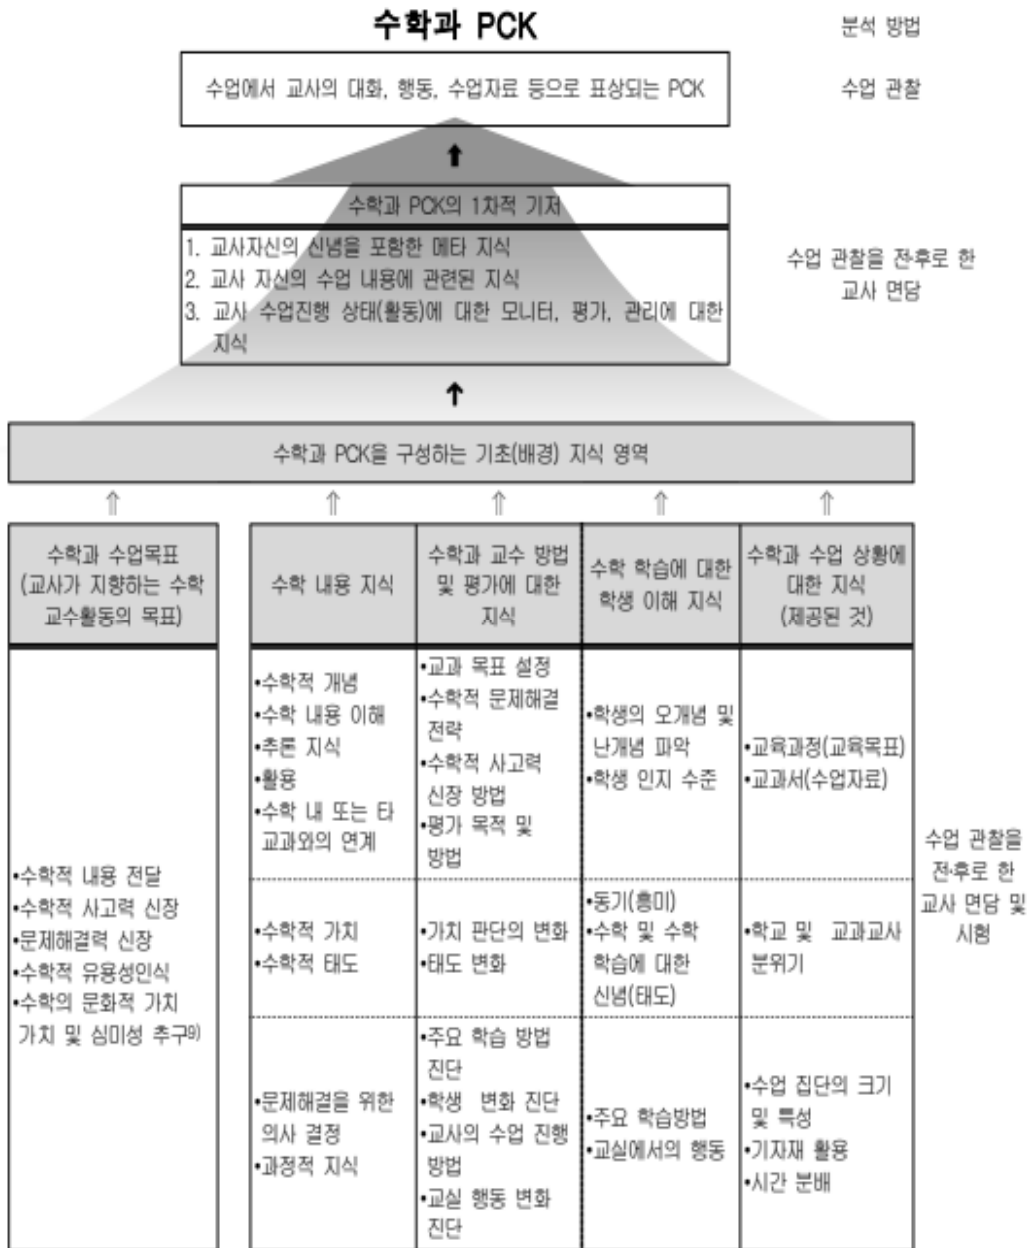 수학과 PCK
분석 방법
수업에서 교사의 대화, 행동, 수업자료 등으로 표상되는 PCK
수업 관찰
수학과 PCK의 1차적 기저
1. 교사자신의 신념을 포함한 메타 지식
2. 교사 자신의 수업 내용에 관련된 지식
3. 교사 수업진행 상태(활동)에 대한 모니터, 평가, 관리에 대한
지식
수업 관찰을 전·후로 한
교사 면담
수학과 PCK을 구성하는 기초(배경) 지식 영역
수학과 수업목표
(교사가 지향하는 수학
교수활동의 목표)
수학 내용 지식
수학과 교수 방법
및 평가에 대한
지식
수학 학습에 대한
학생 이해 지식
수학과 수업 상황에
대한 지식
(제공된 것)
•수학적 내용 전달
•수학적 사고력 신장
•문제해결력 신장
•수학적 유용성인식
•수학의 문화적 가치
가치 및 심미성 추구9)
•수학적 개념
•수학 내용 이해
•추론 지식
•활용
•수학 내 또는 타
교과와의 연계
•교과 목표 설정
•수학적 문제해결
전략
•수학적 사고력
신장 방법
•평가 목적 및
방법
•학생의 오개념 및
난개념 파악
•학생 인지 수준
•교육과정(교육목표)
•교과서(수업자료)
•수학적 가치
•수학적 태도
•가치 판단의 변화
•태도 변화
•동기(흥미)
•수학 및 수학
학습에 대한
신념(태도)
•학교 및 교과교사
분위기
•문제해결을 위한
의사 결정
•과정적 지식
•주요 학습 방법
진단
•학생 변화 진단
•교사의 수업 진행
방법
•교실 행동 변화
진단
•주요 학습방법
•교실에서의 행동
•수업 집단의 크기
및 특성
•기자재 활용
•시간 분배
수업 관찰을
전·후로 한
교사 면담 및
시험